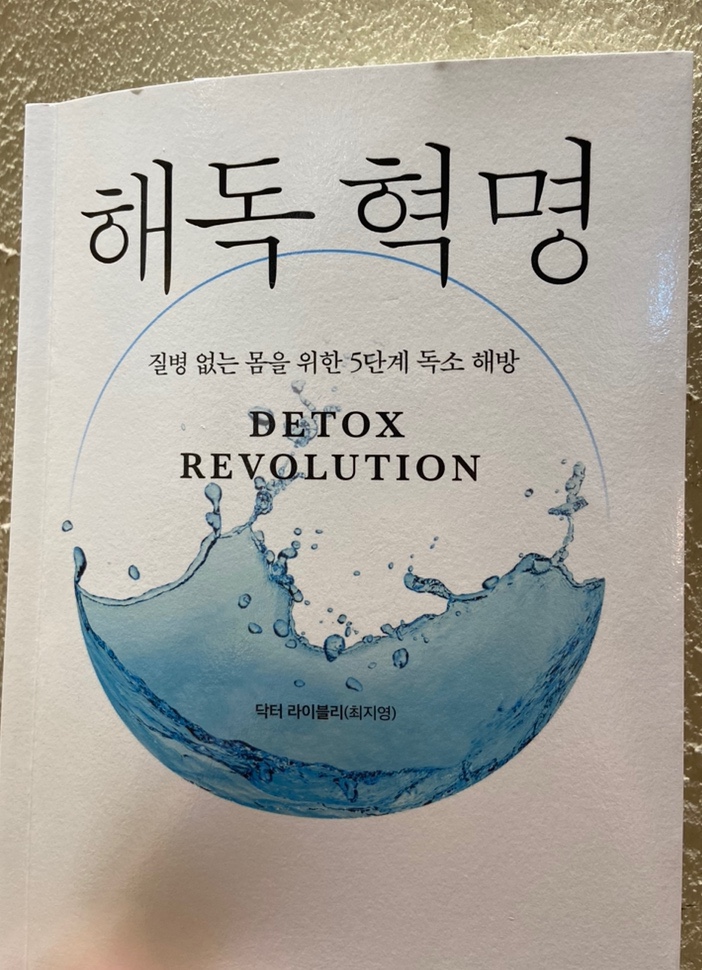 해독 혁명
질병 없는 몸을 위한 5단계 독소 해방
DETOX
REVOLUTION
닥터 라이블리(최지영)